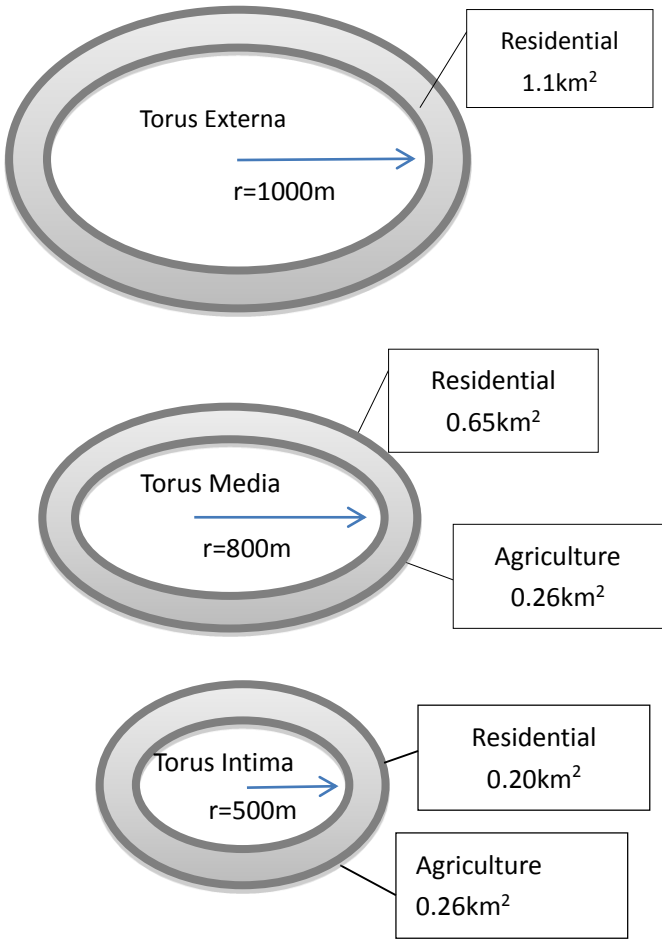 Residential
1.1km²
Torus Externa
r=1000m
Residential
0.65km²
Torus Media
r=800m
Agriculture
0.26km²
Residential
0.20km²
Torus Intima
r=500m
Agriculture
0.26km²